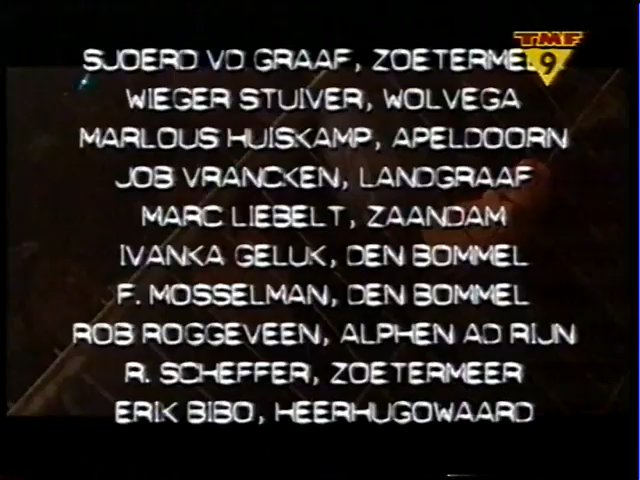 TMF
9
SJOERD VD GRAAF, ZOETERMEER
WIEGER STUIVER, WOLVEGA
MARLOUS HUISKAMP, APELDOORN
JOB VRANCKEN, LANDGRAAF
MARC LIEBELT, ZAANDAM
IVANKA GELUK, DEN BOMMEL
F. MOSSELMAN, DEN BOMMEL
ROB ROGGEVEEN, ALPHEN AD RIJN
R. SCHEFFER, ZOETERMEER
ERIK BIBO, HEERHUGOWAARD